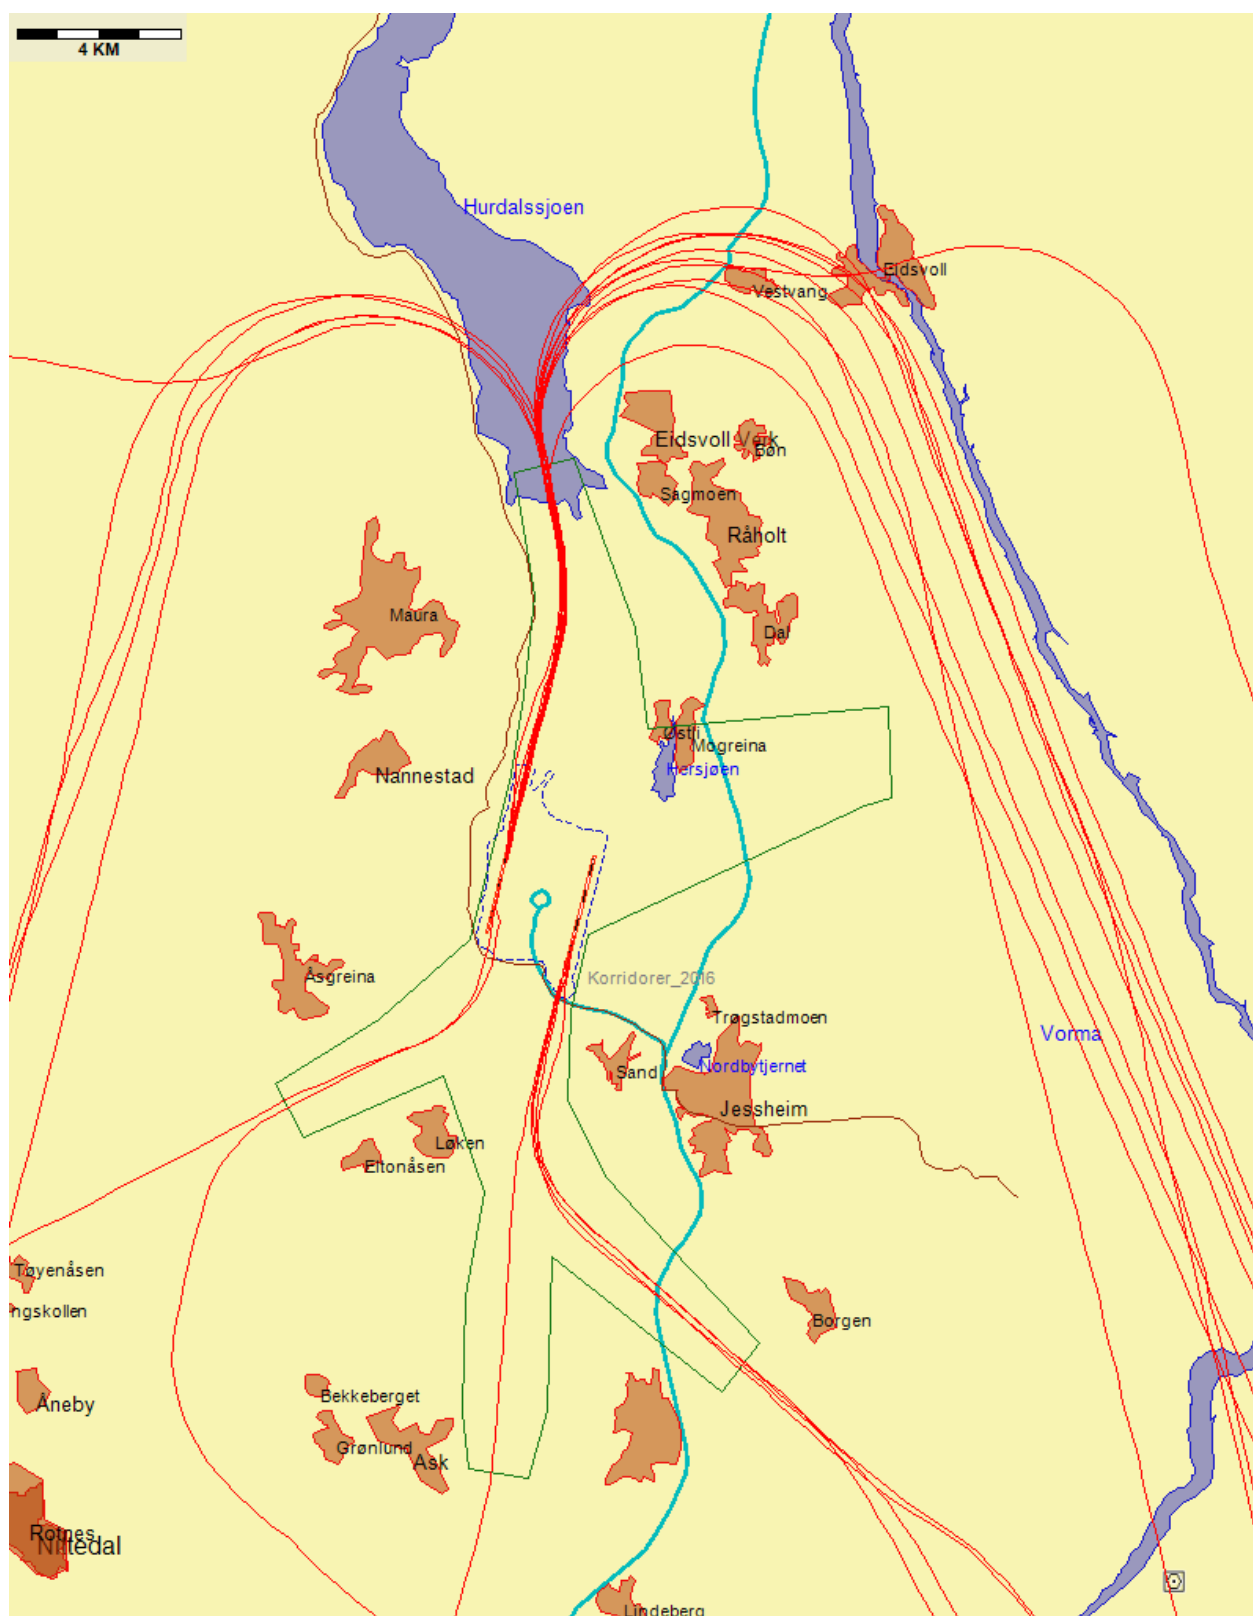 4 KM
Hurdalssjoen
Eidsvoll
Vestvang
Eidsvoll Verk
Bøn
Sagmoen
Råholt
Maura
Dal
Mogreina
Hersjøen
Nannestad
Åsgreina
Korridorer_2016
Trøgstadmoen
Vorma
Sand
Nordbytjernet
Jessheim
Løken
Eltonåsen
Tøyenåsen
ngskollen
Borgen
Bekkeberget
Åneby
Grønlund
Ask
Rotnes
Nittedal
Lindeberg